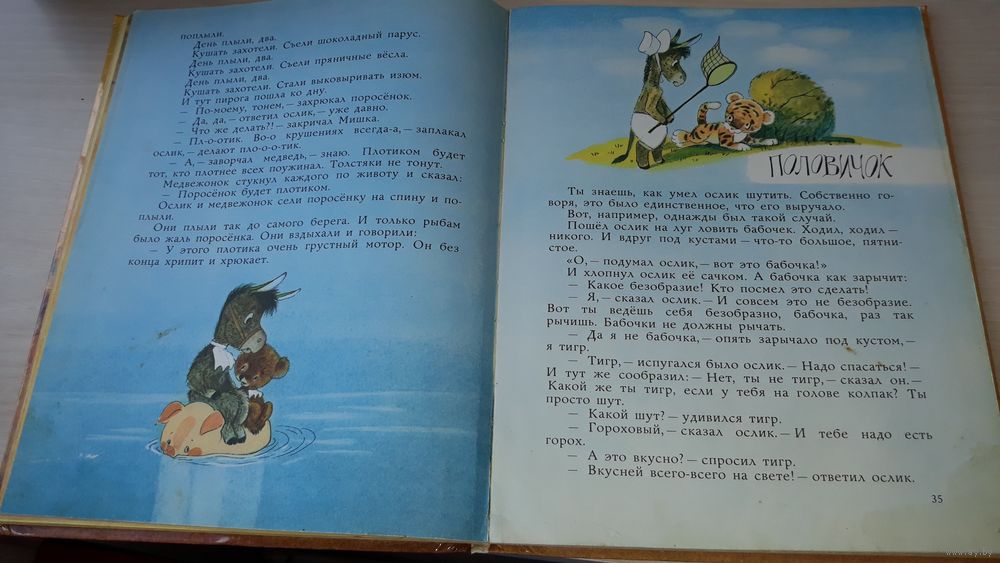 поплыли.
День плыли, два.
Кушать захотели. Съели шоколадный парус.
День плыли, два.
Кушать захотели. Съели пряничные вёсла.
День плыли, два.
Кушать захотели. Стали выковыривать изюм.
И тут пирога пошла ко дну.
— По-моему, тонем,— захрюкал поросёнок.
— Да, да,— ответил ослик,— уже давно.
— Что же делать?!— закричал Мишка.
— Пл-о-отик. Во-о крушениях всегда-а,— заплакал
ослик,— делают пло-о-о-тик.
— А,— заворчал медведь,— знаю. Плотиком будет
тот, кто плотнее всех поужинал. Толстяки не тонут.
Медвежонок стукнул каждого по животу и сказал:
— Поросёнок будет плотиком.
Ослик и медвежонок сели поросёнку на спину и по-
плыли.
Они плыли так до самого берега. И только рыбам
было жаль поросёнка. Они вздыхали и говорили:
— У этого плотика очень грустный мотор. Он без
конца хрипит и хрюкает.
ПОЛОВИЧОК
Ты знаешь, как умел ослик шутить. Собственно го-
воря, это было единственное, что его выручало.
Вот, например, однажды был такой случай.
Пошёл ослик на луг ловить бабочек. Ходил, ходил —
никого. И вдруг под кустами — что-то большое, пятни-
стое.
«О,— подумал ослик,— вот это бабочка!»
И хлопнул ослик её сачком. А бабочка как зарычит:
— Какое безобразие! Кто посмел это сделать!
— Я,— сказал ослик.— И совсем это не безобразие.
Вот ты ведёшь себя безобразно, бабочка, раз так
рычишь. Бабочки не должны рычать.
— Да я не бабочка,— опять зарычало под кустом,—
я тигр.
— Тигр,— испугался было ослик.— Надо спасаться!—
И тут же сообразил:— Нет, ты не тигр,— сказал он.—
Какой же ты тигр, если у тебя на голове колпак? Ты
просто шут.
— Какой шут?— удивился тигр.
— Гороховый,— сказал ослик.— И тебе надо есть
горох.
— А это вкусно?— спросил тигр.
— Вкусней всего-всего на свете!— ответил ослик.
35
www.ay.by